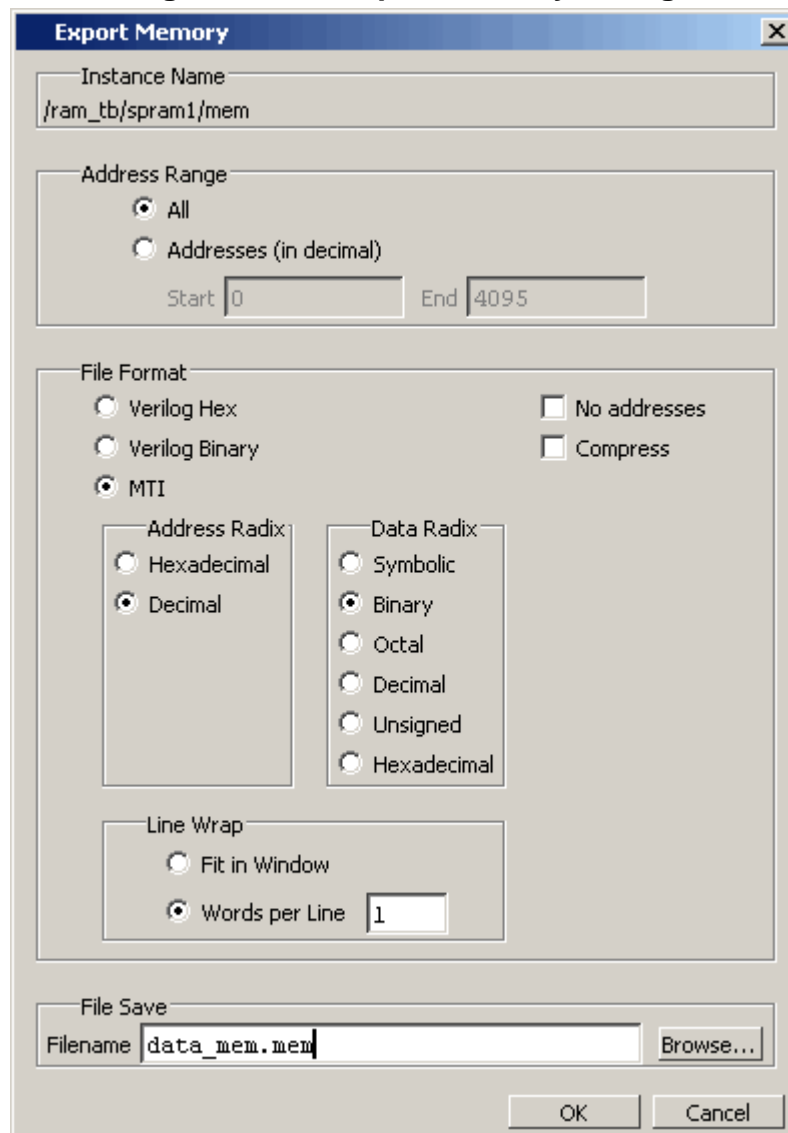 Export Memory
Instance Name
/ram_tb/spram1/mem
Address Range
All
Addresses (in decimal)
Start 0 End 4095
File Format
Verilog Hex No addresses
Verilog Binary Compress
MTI
Address Radix Data Radix
Hexadecimal Symbolic
Decimal Binary
Octal
Decimal
Unsigned
Hexadecimal
Line Wrap
Fit in Window
Words per Line 1
File Save
Filename data_mem.mem Browse...
OK Cancel